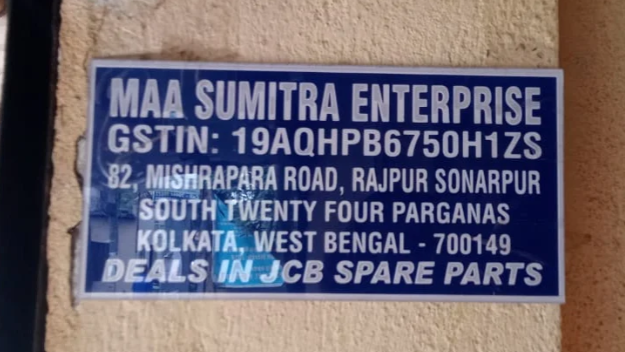 MAA SUMITRA ENTERPRISE
GSTIN: 19AQHPB6750H1ZS
82, MISHRAPARA ROAD, RAJPUR SONARPUR
SOUTH TWENTY FOUR PARGANAS
KOLKATA, WEST BENGAL - 700149
DEALS IN JCB SPARE PARTS